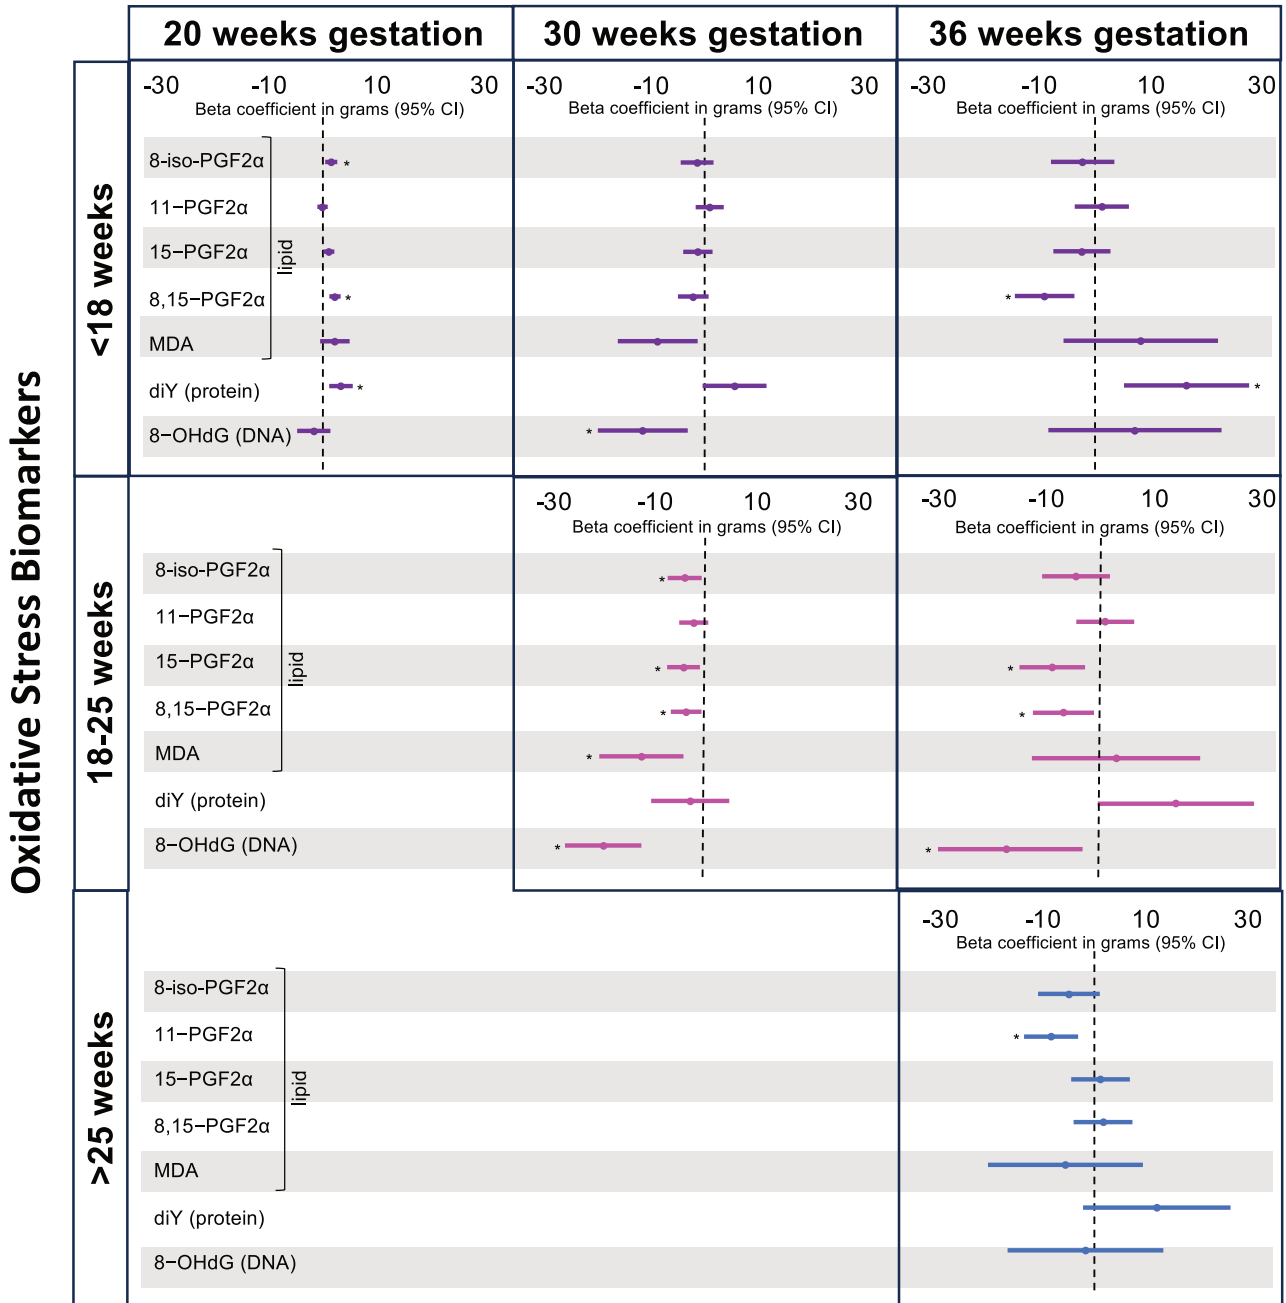 20 weeks gestation
30 weeks gestation
36 weeks gestation
Oxidative Stress Biomarkers
<18 weeks
-30 -10 10 30
Beta coefficient in grams (95% CI)
-30 -10 10 30
Beta coefficient in grams (95% CI)
-30 -10 10 30
Beta coefficient in grams (95% CI)
8-iso-PGF2α *
11−PGF2α
15−PGF2α
lipid
8,15−PGF2α * *
MDA
diY (protein) * *
8−OHdG (DNA) *
18-25 weeks
-30 -10 10 30
Beta coefficient in grams (95% CI)
-30 -10 10 30
Beta coefficient in grams (95% CI)
8-iso-PGF2α *
11−PGF2α
15−PGF2α * *
lipid
8,15−PGF2α * *
MDA *
diY (protein)
8−OHdG (DNA) * *
>25 weeks
-30 -10 10 30
Beta coefficient in grams (95% CI)
8-iso-PGF2α
11−PGF2α *
15−PGF2α
lipid
8,15−PGF2α
MDA
diY (protein)
8−OHdG (DNA)